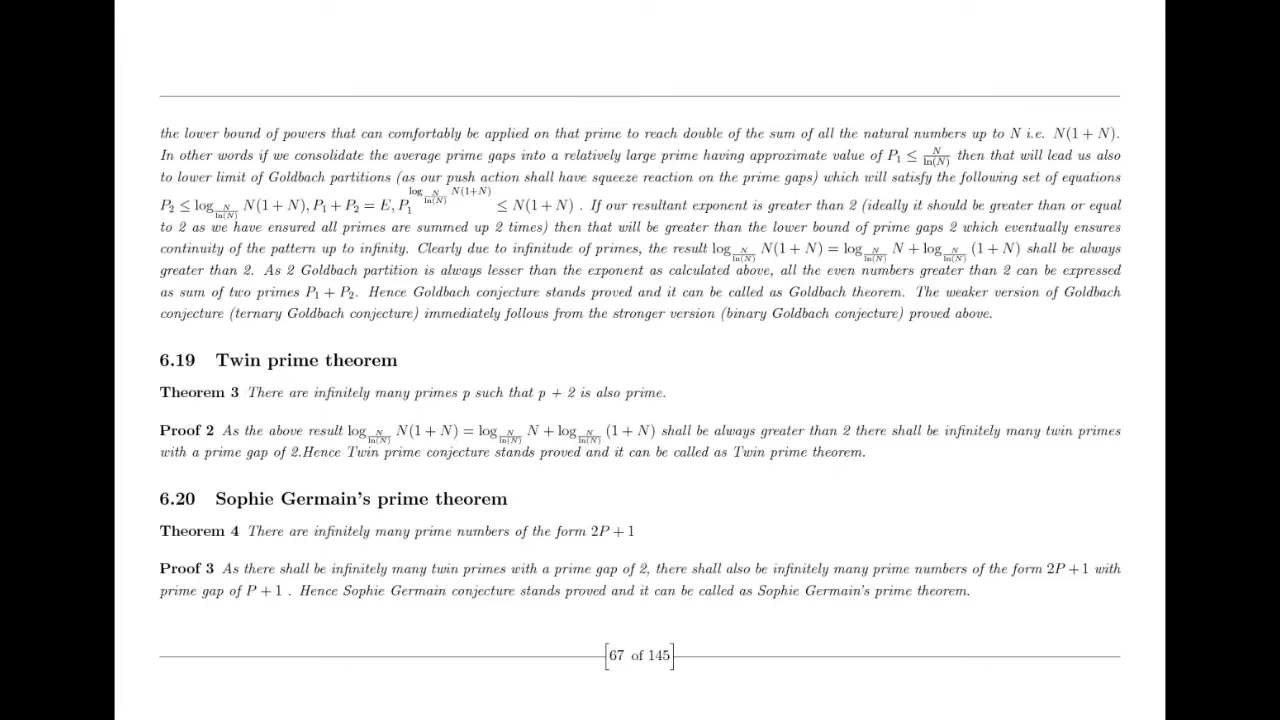 the lower bound of powers that can comfortably be applied on that prime to reach double of the sum of all the natural numbers up to N i.e. N(1 + N).
In other words if we consolidate the average prime gaps into a relatively large prime having approximate value of P₁ ≤ N/ln(N) then that will lead us also
to lower limit of Goldbach partitions (as our push action shall have squeeze reaction on the prime gaps) which will satisfy the following set of equations
P₂ ≤ log_{N/ln(N)} N(1 + N), P₁ + P₂ = E, P₁^{log_{N/ln(N)} N(1+N)} ≤ N(1 + N) . If our resultant exponent is greater than 2 (ideally it should be greater than or equal
to 2 as we have ensured all primes are summed up 2 times) then that will be greater than the lower bound of prime gaps 2 which eventually ensures
continuity of the pattern up to infinity. Clearly due to infinitude of primes, the result log_{N/ln(N)} N(1 + N) = log_{N/ln(N)} N + log_{N/ln(N)} (1 + N) shall be always
greater than 2. As 2 Goldbach partition is always lesser than the exponent as calculated above, all the even numbers greater than 2 can be expressed
as sum of two primes P₁ + P₂. Hence Goldbach conjecture stands proved and it can be called as Goldbach theorem. The weaker version of Goldbach
conjecture (ternary Goldbach conjecture) immediately follows from the stronger version (binary Goldbach conjecture) proved above.
6.19 Twin prime theorem
Theorem 3 There are infinitely many primes p such that p + 2 is also prime.
Proof 2 As the above result log_{N/ln(N)} N(1 + N) = log_{N/ln(N)} N + log_{N/ln(N)} (1 + N) shall be always greater than 2 there shall be infinitely many twin primes
with a prime gap of 2.Hence Twin prime conjecture stands proved and it can be called as Twin prime theorem.
6.20 Sophie Germain's prime theorem
Theorem 4 There are infinitely many prime numbers of the form 2P + 1
Proof 3 As there shall be infinitely many twin primes with a prime gap of 2, there shall also be infinitely many prime numbers of the form 2P + 1 with
prime gap of P + 1 . Hence Sophie Germain conjecture stands proved and it can be called as Sophie Germain's prime theorem.
[67 of 145]